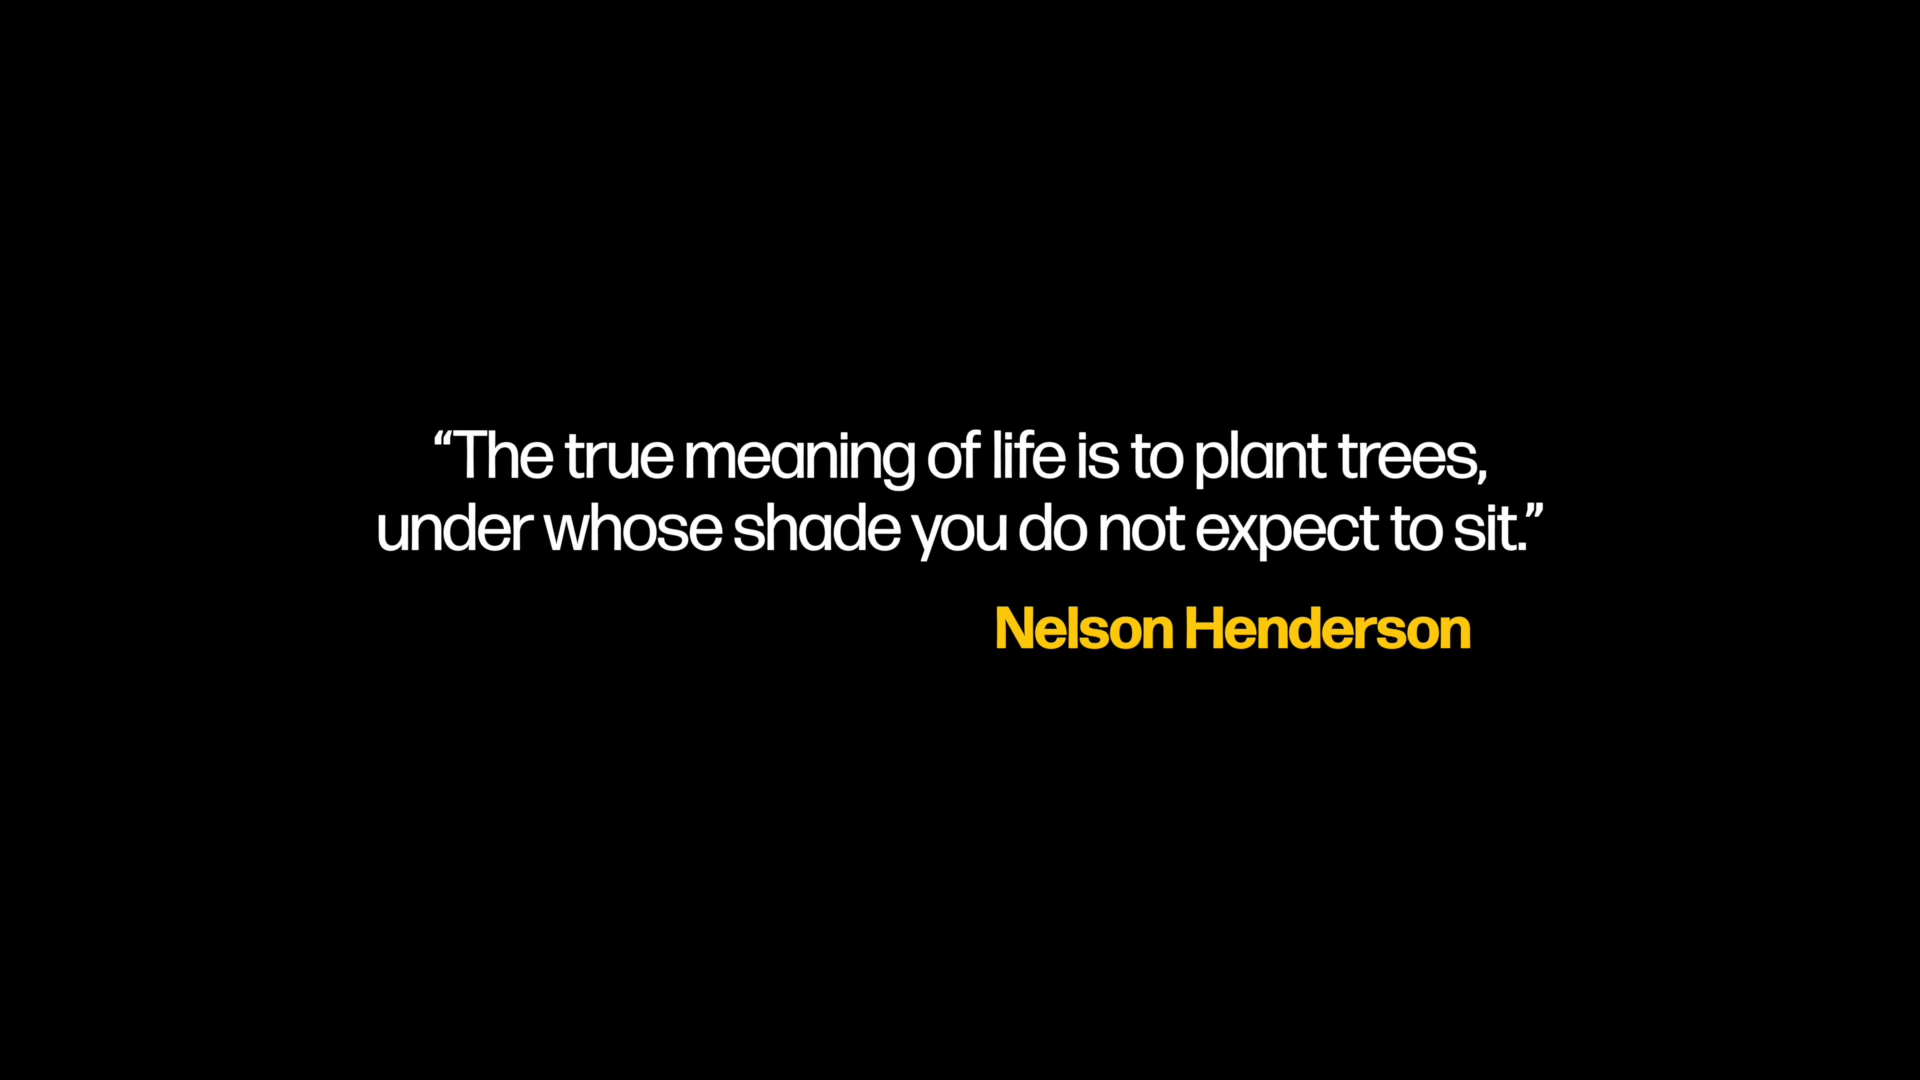 “The true meaning of life is to plant trees,
under whose shade you do not expect to sit.”
Nelson Henderson